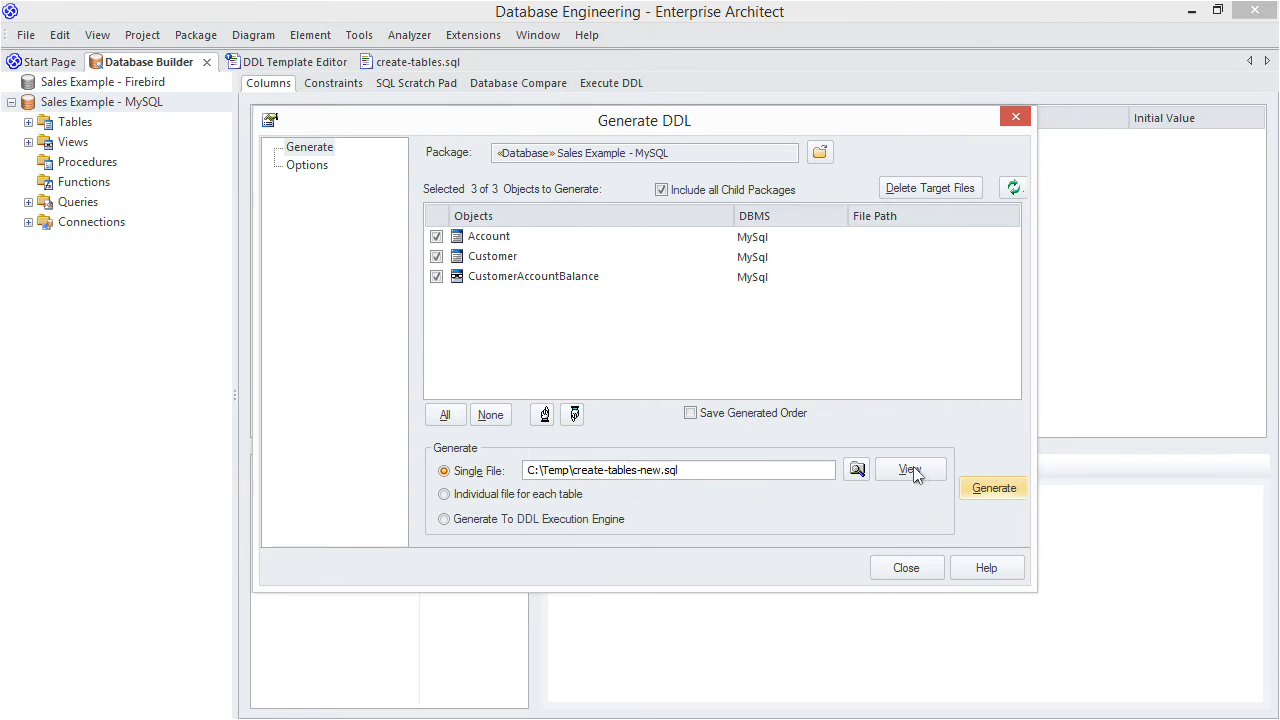 Database Engineering - Enterprise Architect
File Edit View Project Package Diagram Element Tools Analyzer Extensions Window Help
Start Page Database Builder DDL Template Editor create-tables.sql
Sales Example - Firebird
Sales Example - MySQL
Tables
Views
Procedures
Functions
Queries
Connections
Columns Constraints SQL Scratch Pad Database Compare Execute DDL
Initial Value
Generate DDL
Generate
Options
Package: «Database» Sales Example - MySQL
Selected 3 of 3 Objects to Generate: Include all Child Packages Delete Target Files
Objects DBMS File Path
Account MySql
Customer MySql
CustomerAccountBalance MySql
All None Save Generated Order
Generate
Single File: C:\Temp\create-tables-new.sql View
Individual file for each table
Generate To DDL Execution Engine
Generate
Close Help